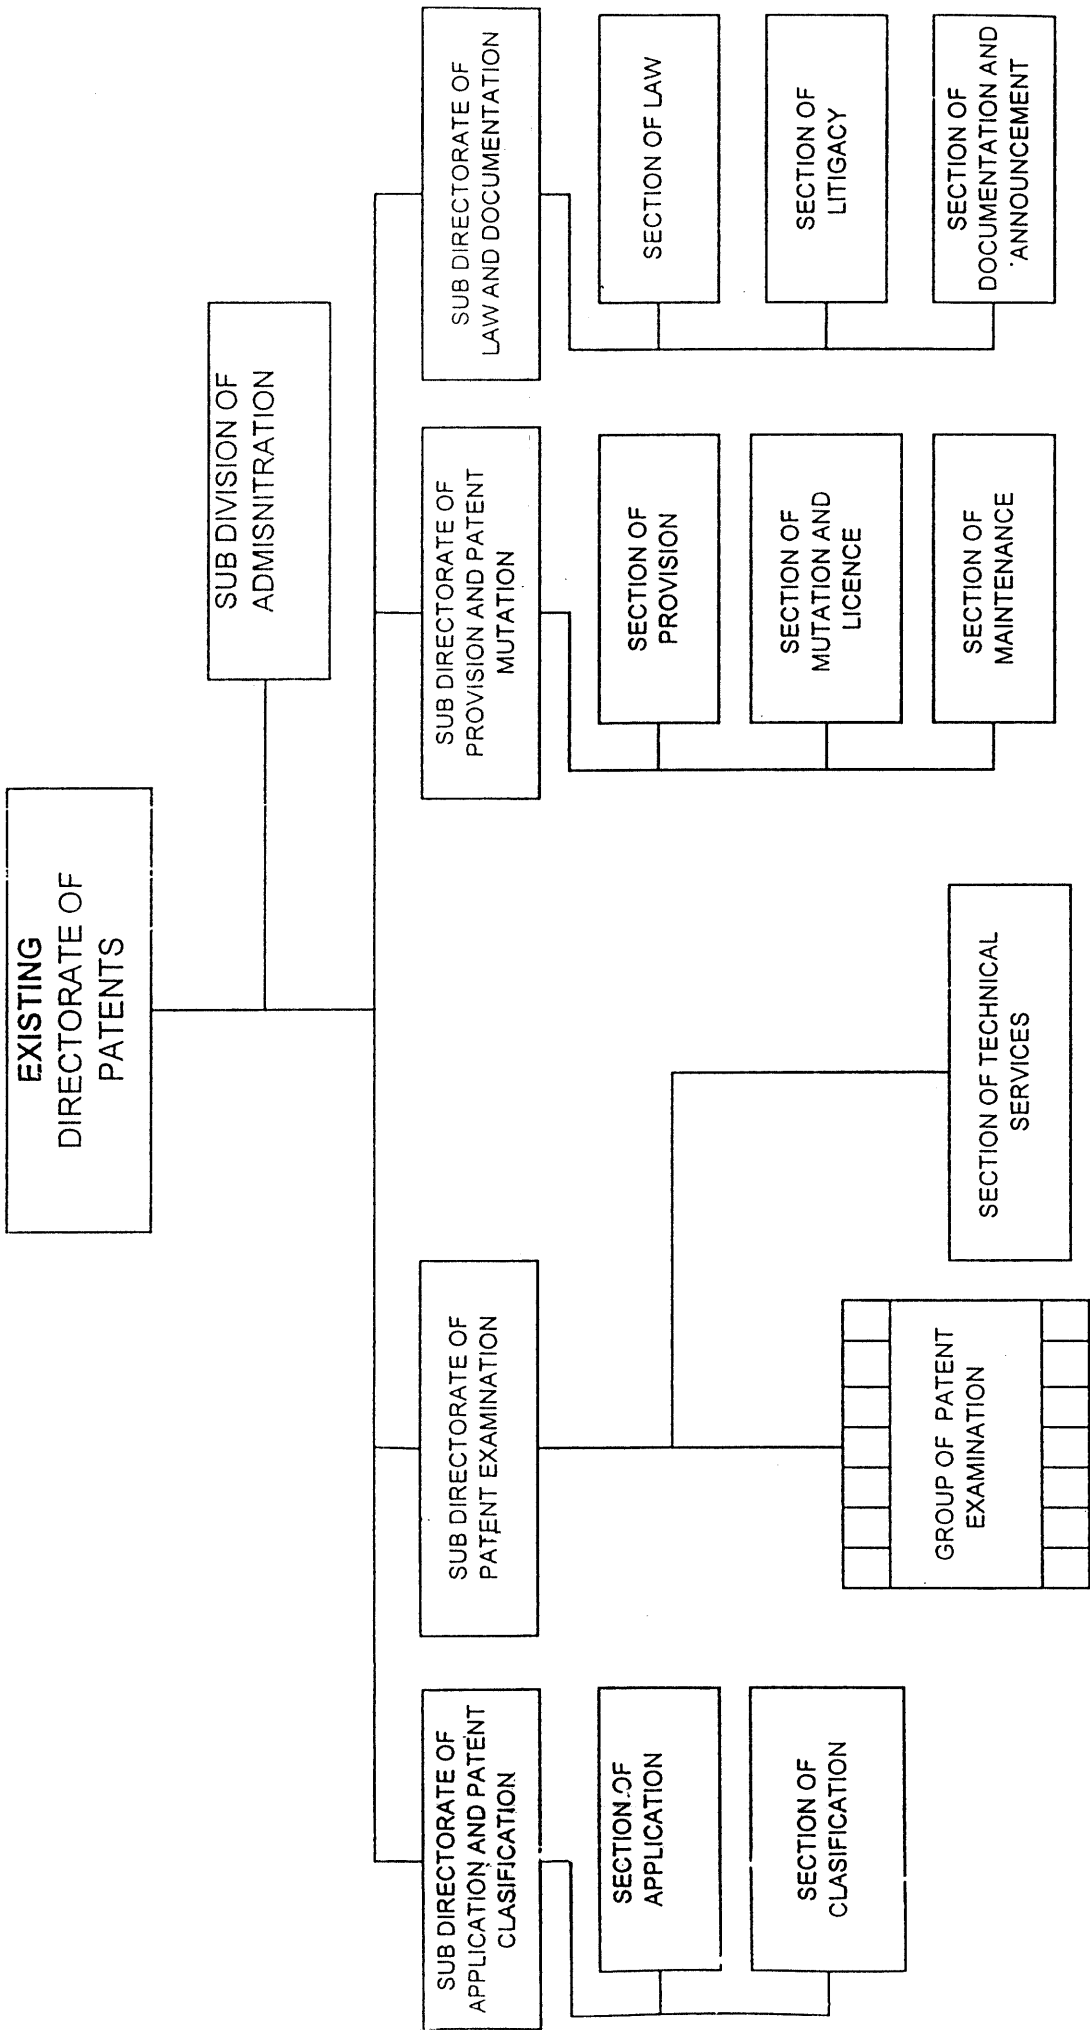 EXISTING
DIRECTORATE OF
PATENTS
SUB DIVISION OF
ADMISNITRATION
SUB DIRECTORATE OF
APPLICATION AND PATENT
CLASIFICATION
SECTION OF
APPLICATION
SECTION OF
CLASIFICATION
SUB DIRECTORATE OF
PATENT EXAMINATION
GROUP OF PATENT
EXAMINATION
SECTION OF TECHNICAL
SERVICES
SUB DIRECTORATE OF
PROVISION AND PATENT
MUTATION
SECTION OF
PROVISION
SECTION OF
MUTATION AND
LICENCE
SECTION OF
MAINTENANCE
SUB DIRECTORATE OF
LAW AND DOCUMENTATION
SECTION OF LAW
SECTION OF
LITIGACY
SECTION OF
DOCUMENTATION AND
ANNOUNCEMENT